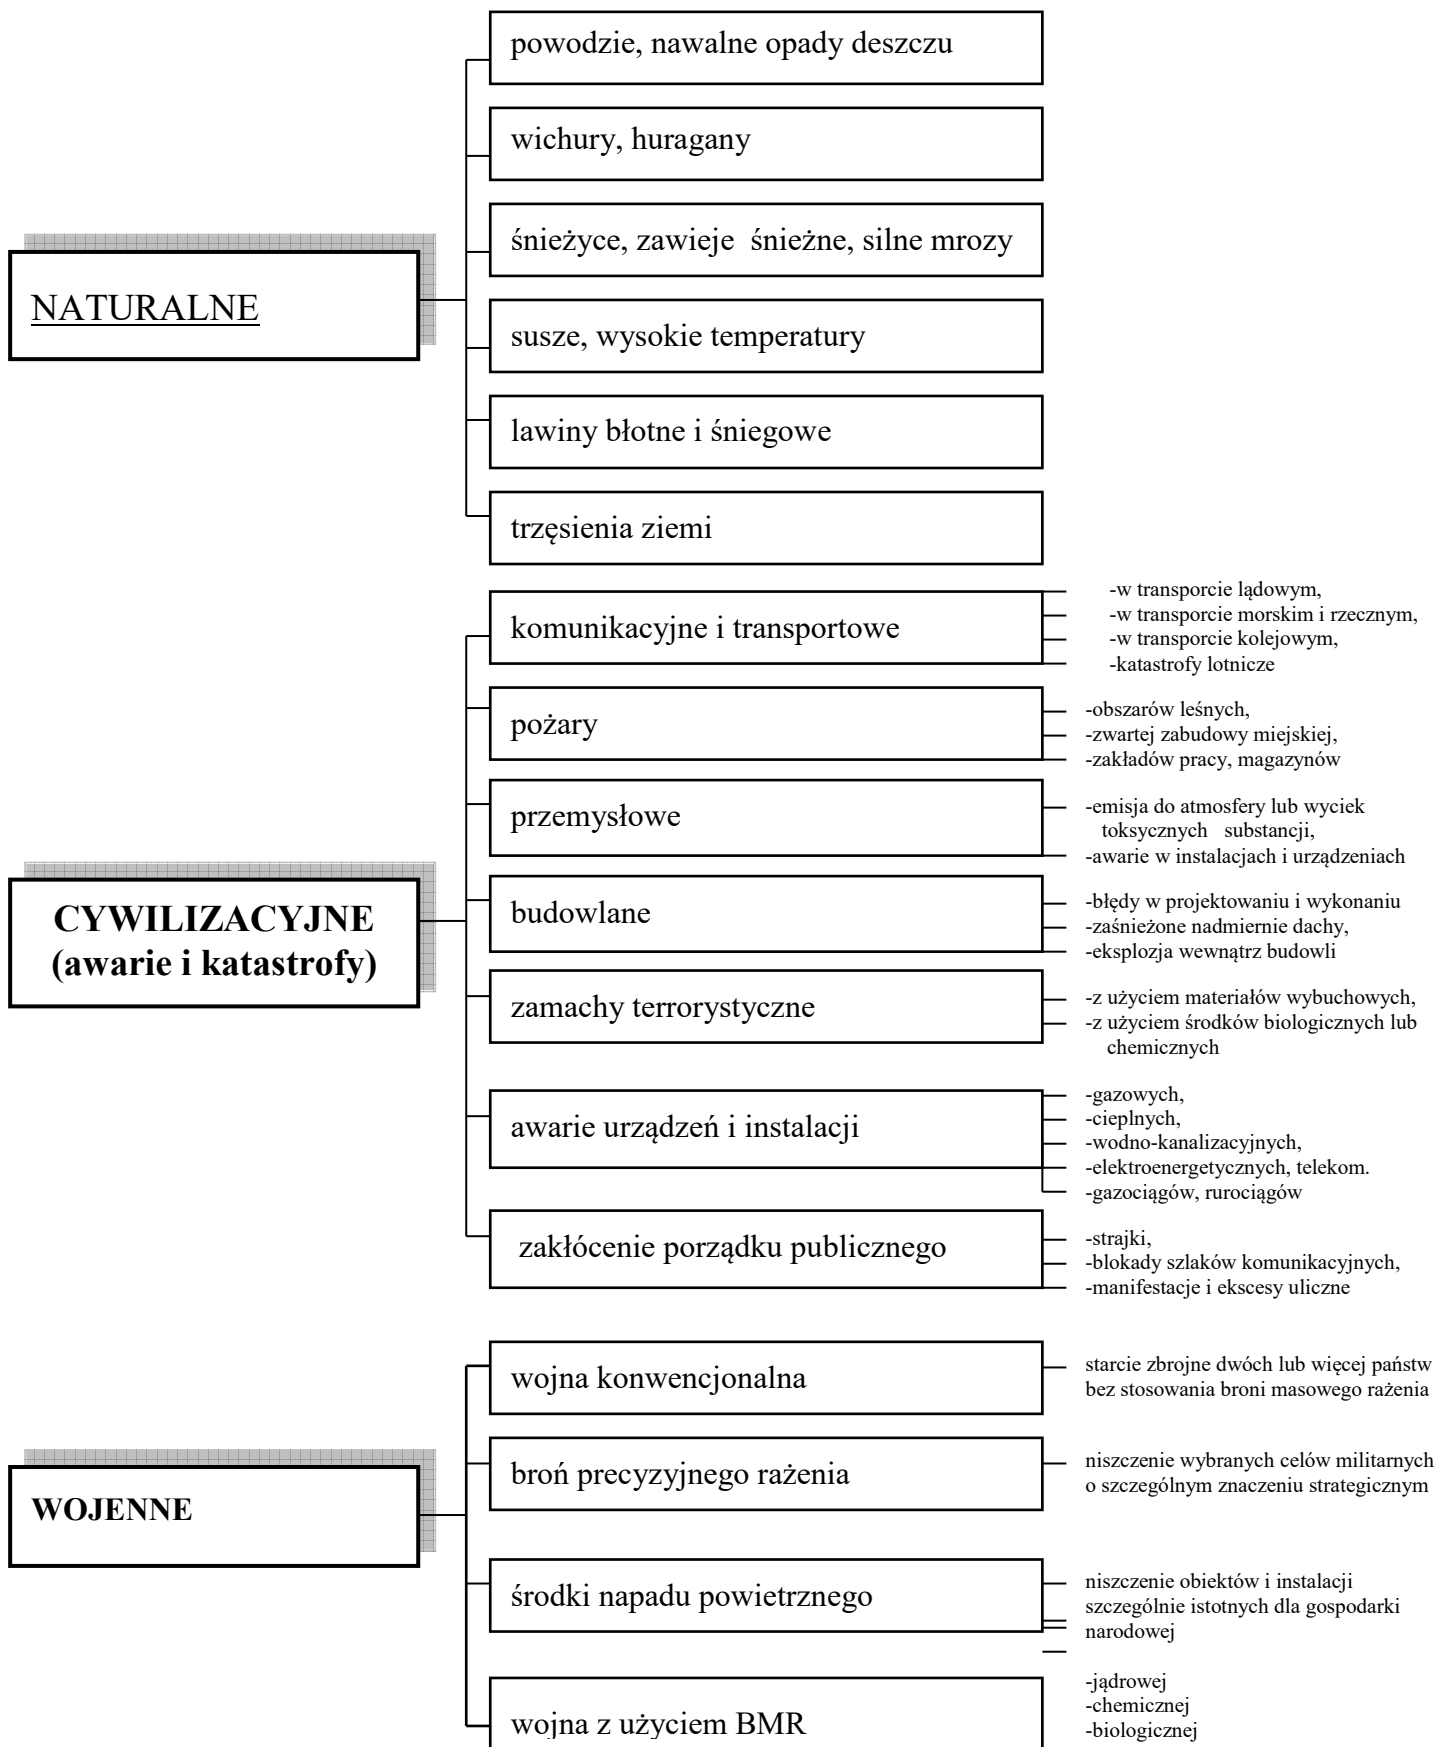 NATURALNE
powodzie, nawalne opady deszczu
wichury, huragany
śnieżyce, zawieje  śnieżne, silne mrozy
susze, wysokie temperatury
lawiny błotne i śniegowe
trzęsienia ziemi
CYWILIZACYJNE
(awarie i katastrofy)
komunikacyjne i transportowe
-w transporcie lądowym,
-w transporcie morskim i rzecznym,
-w transporcie kolejowym,
-katastrofy lotnicze
pożary
-obszarów leśnych,
-zwartej zabudowy miejskiej,
-zakładów pracy, magazynów
przemysłowe
-emisja do atmosfery lub wyciek
toksycznych   substancji,
-awarie w instalacjach i urządzeniach
budowlane
-błędy w projektowaniu i wykonaniu
-zaśnieżone nadmiernie dachy,
-eksplozja wewnątrz budowli
zamachy terrorystyczne
-z użyciem materiałów wybuchowych,
-z użyciem środków biologicznych lub
chemicznych
awarie urządzeń i instalacji
-gazowych,
-cieplnych,
-wodno-kanalizacyjnych,
-elektroenergetycznych, telekom.
-gazociągów, rurociągów
zakłócenie porządku publicznego
-strajki,
-blokady szlaków komunikacyjnych,
-manifestacje i ekscesy uliczne
WOJENNE
wojna konwencjonalna
starcie zbrojne dwóch lub więcej państw
bez stosowania broni masowego rażenia
broń precyzyjnego rażenia
niszczenie wybranych celów militarnych
o szczególnym znaczeniu strategicznym
środki napadu powietrznego
niszczenie obiektów i instalacji
szczególnie istotnych dla gospodarki
narodowej
wojna z użyciem BMR
-jądrowej
-chemicznej
-biologicznej